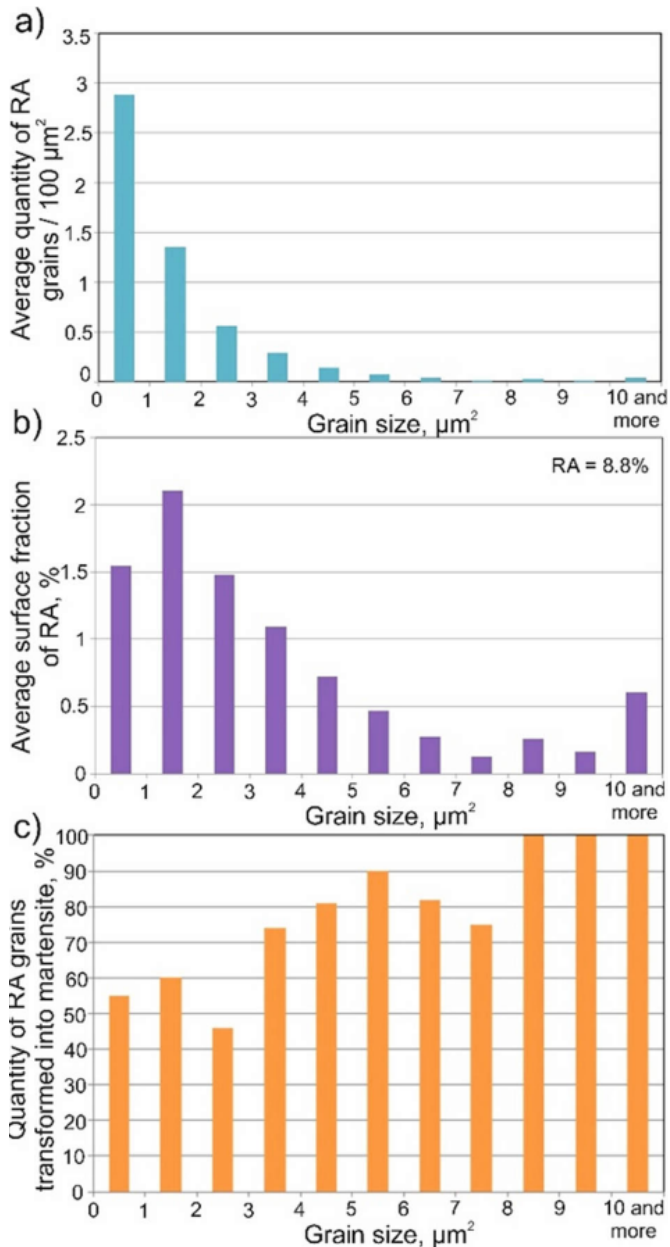 a)
Average quantity of RA
grains / 100 µm²
3.5
3
2.5
2
1.5
1
0.5
0
0 1 2 3 4 5 6 7 8 9 10 and
more
Grain size, µm²
b)
RA = 8.8%
Average surface fraction
of RA, %
2.5
2
1.5
1
0.5
0
0 1 2 3 4 5 6 7 8 9 10 and
more
Grain size, µm²
c)
Quantity of RA grains
transformed into martensite, %
100
90
80
70
60
50
40
30
20
10
0
0 1 2 3 4 5 6 7 8 9 10 and
more
Grain size, µm²